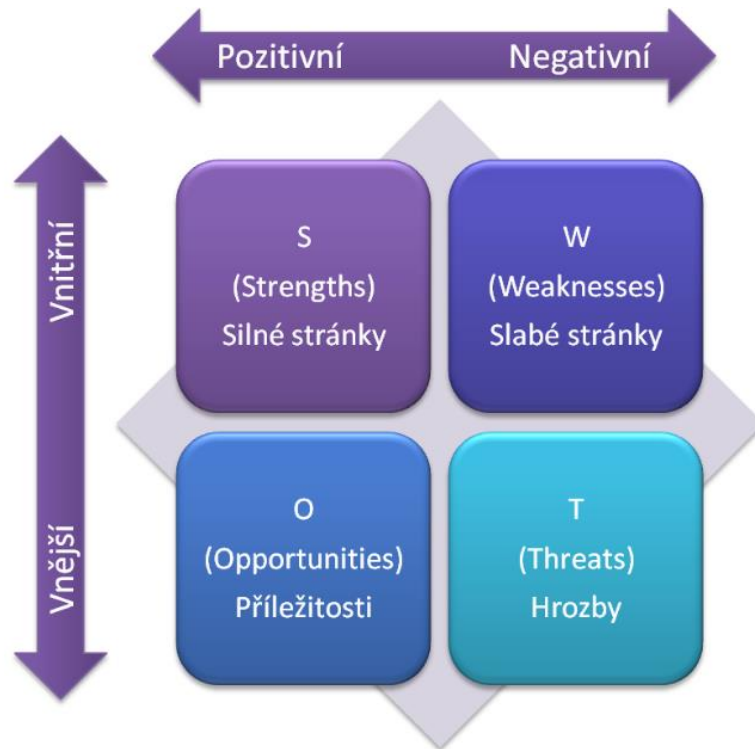 Pozitivní
Negativní
Vnitřní
S
(Strengths)
Silné stránky
W
(Weaknesses)
Slabé stránky
Vnější
O
(Opportunities)
Příležitosti
T
(Threats)
Hrozby